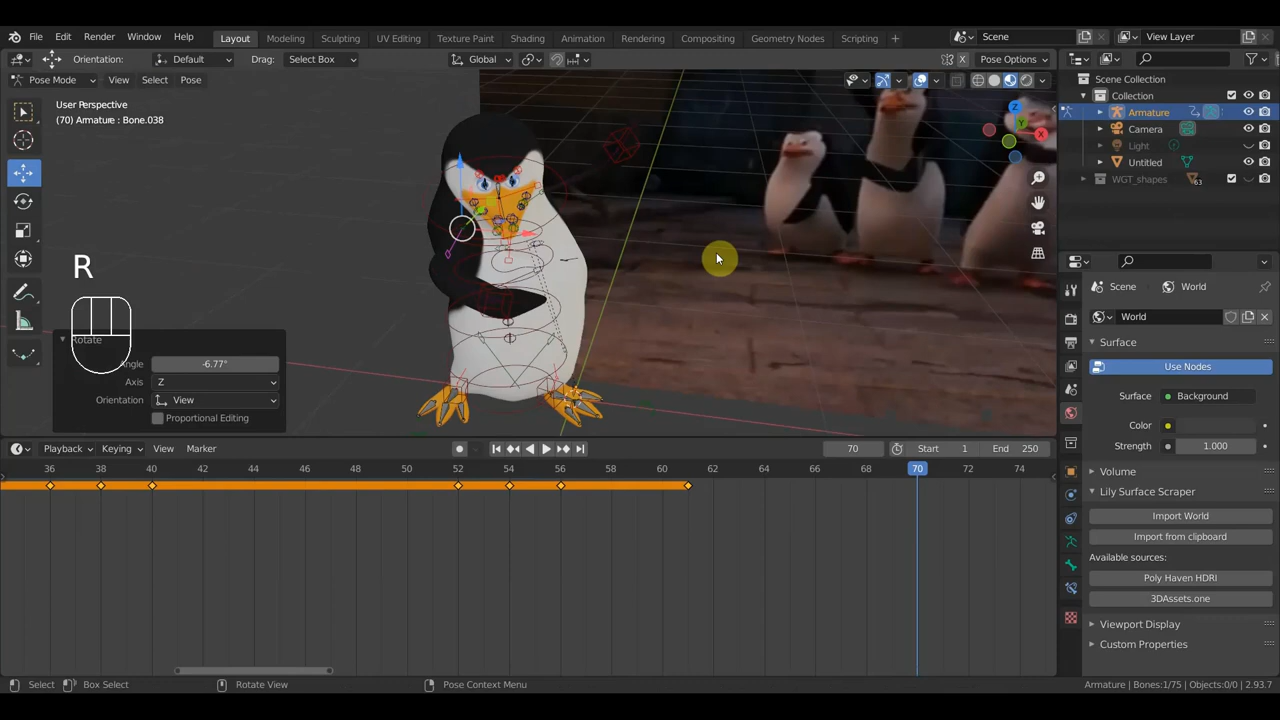 File Edit Render Window Help Layout Modeling Sculpting UV Editing Texture Paint Shading Animation Rendering Compositing Geometry Nodes Scripting + Scene View Layer
Orientation: Default Drag: Select Box Global Pose Options
Pose Mode View Select Pose
Scene Collection
Collection
User Perspective
(70) Armature : Bone.038
Armature
Camera
Light
Untitled
WGT_shapes 63
Z
Y
X
R
Scene World
World
Surface
Use Nodes
Surface Background
Color
Strength 1.000
Rotate
Angle -6.77°
Axis Z
Orientation View
Proportional Editing
Playback Keying View Marker 70 Start 1 End 250
36 38 40 42 44 46 48 50 52 54 56 58 60 62 64 66 68 70 72 74
Volume
Lily Surface Scraper
Import World
Import from clipboard
Available sources:
Poly Haven HDRI
3DAssets.one
Viewport Display
Custom Properties
Select Box Select Rotate View Pose Context Menu Armature | Bones:1/75 | Objects:0/0 | 2.93.7